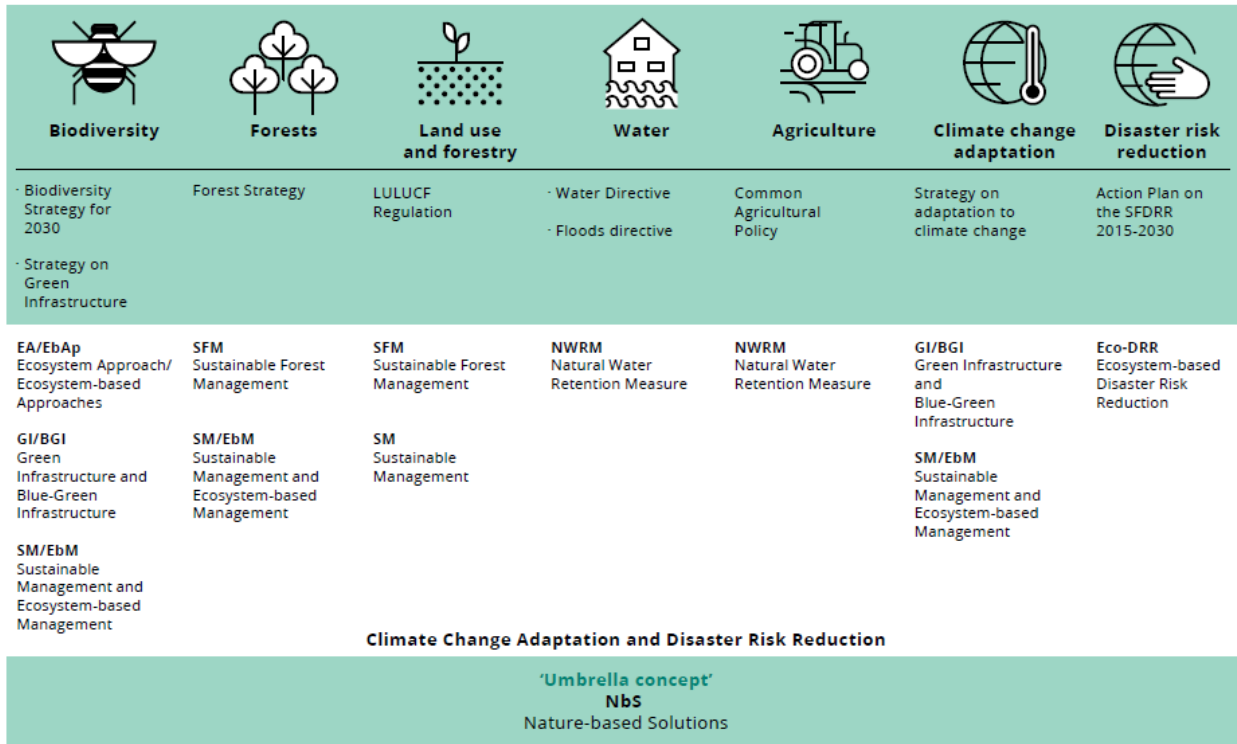 Biodiversity
Forests
Land use
and forestry
Water
Agriculture
Climate change
adaptation
Disaster risk
reduction
· Biodiversity
Strategy for
2030
· Strategy on
Green
Infrastructure
Forest Strategy
LULUCF
Regulation
· Water Directive
· Floods directive
Common
Agricultural
Policy
Strategy on
adaptation to
climate change
Action Plan on
the SFDRR
2015-2030
EA/EbAp
Ecosystem Approach/
Ecosystem-based
Approaches
GI/BGI
Green
Infrastructure and
Blue-Green
Infrastructure
SM/EbM
Sustainable
Management and
Ecosystem-based
Management
SFM
Sustainable Forest
Management
SM/EbM
Sustainable
Management and
Ecosystem-based
Management
SFM
Sustainable Forest
Management
SM
Sustainable
Management
NWRM
Natural Water
Retention Measure
NWRM
Natural Water
Retention Measure
GI/BGI
Green Infrastructure
and
Blue-Green
Infrastructure
SM/EbM
Sustainable
Management and
Ecosystem-based
Management
Eco-DRR
Ecosystem-based
Disaster Risk
Reduction
Climate Change Adaptation and Disaster Risk Reduction
‘Umbrella concept’
NbS
Nature-based Solutions